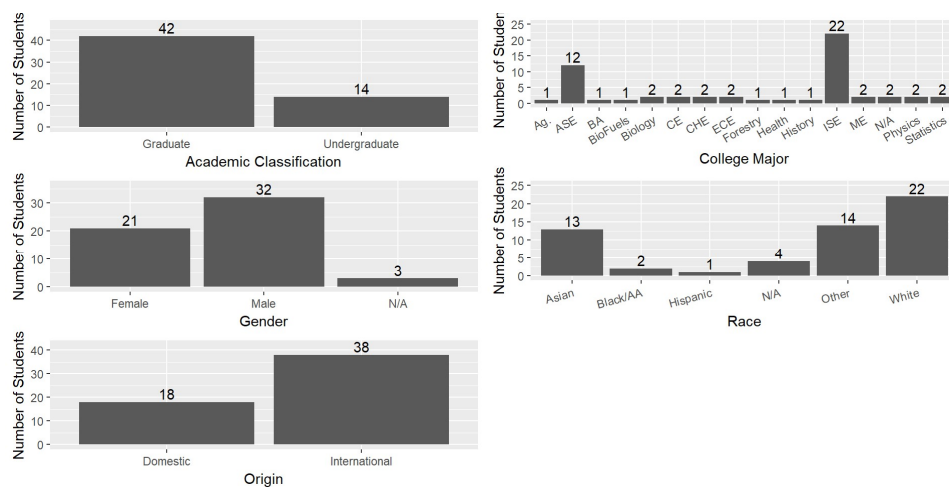 Number of Students
40
30
20
10
0
42
14
Graduate
Undergraduate
Academic Classification
25
20
15
10
5
0
1
12
1
1
2
2
2
2
1
1
1
22
2
2
2
2
Ag.
ASE
BA
BioFuels
Biology
CE
CHE
ECE
Forestry
Health
History
ISE
ME
N/A
Physics
Statistics
College Major
Number of Students
30
20
10
0
21
32
3
Female
Male
N/A
Gender
Number of Students
25
20
15
10
5
0
13
2
1
4
14
22
Asian
Black/AA
Hispanic
N/A
Other
White
Race
Number of Students
40
30
20
10
0
18
38
Domestic
International
Origin